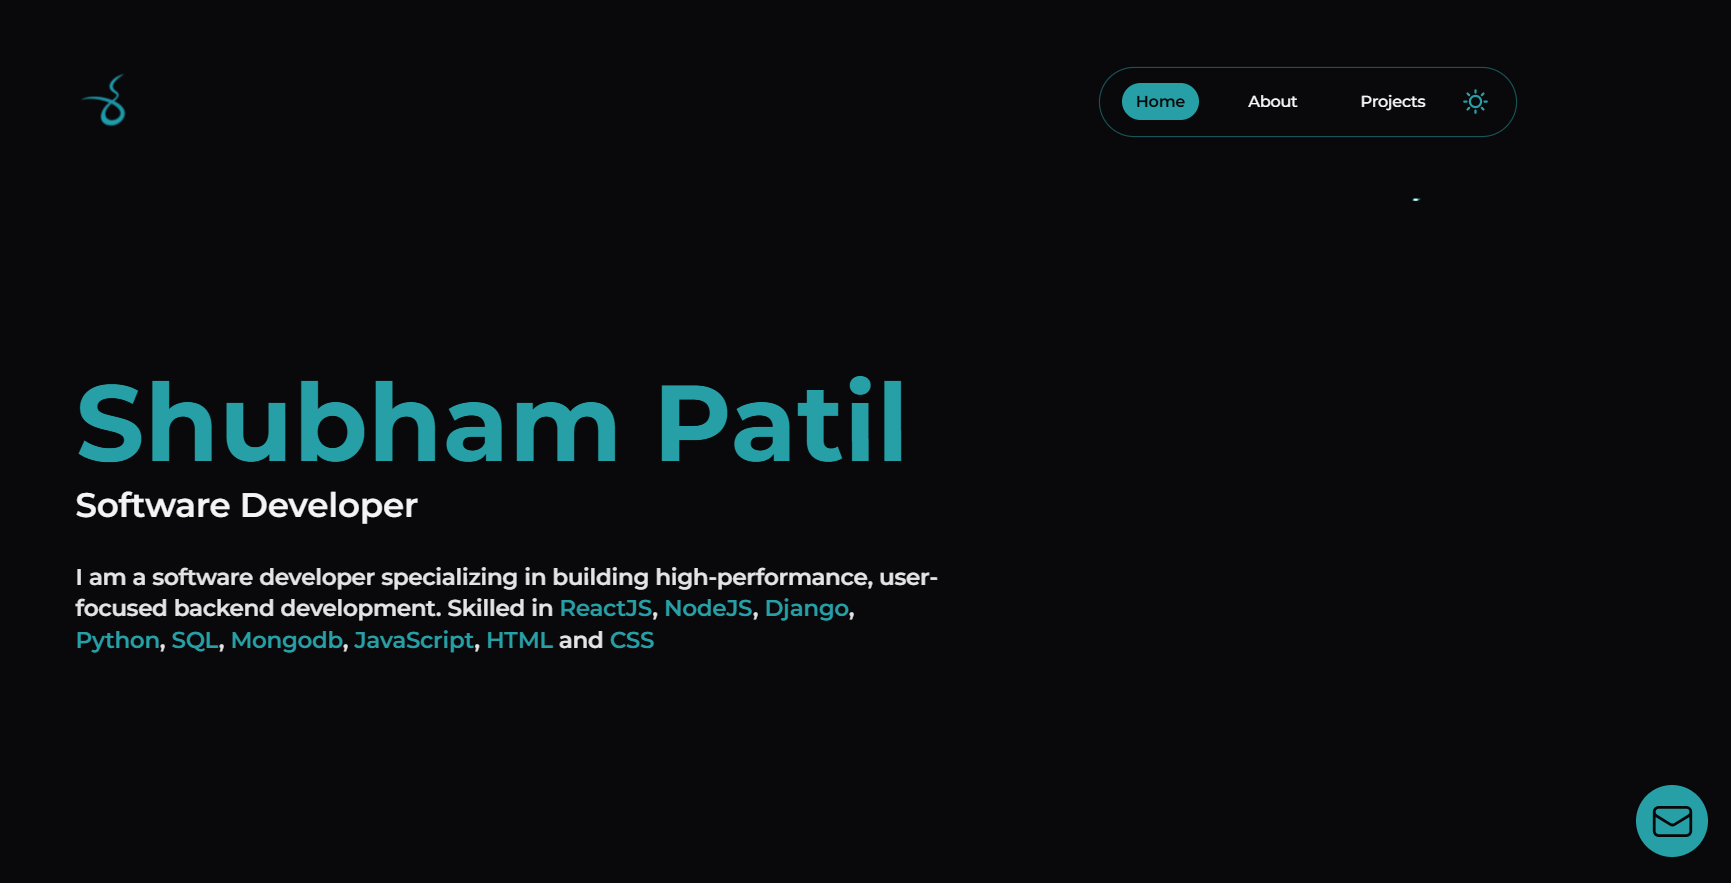 Home About Projects
Shubham Patil
Software Developer
I am a software developer specializing in building high-performance, user-
focused backend development. Skilled in ReactJS, NodeJS, Django,
Python, SQL, Mongodb, JavaScript, HTML and CSS